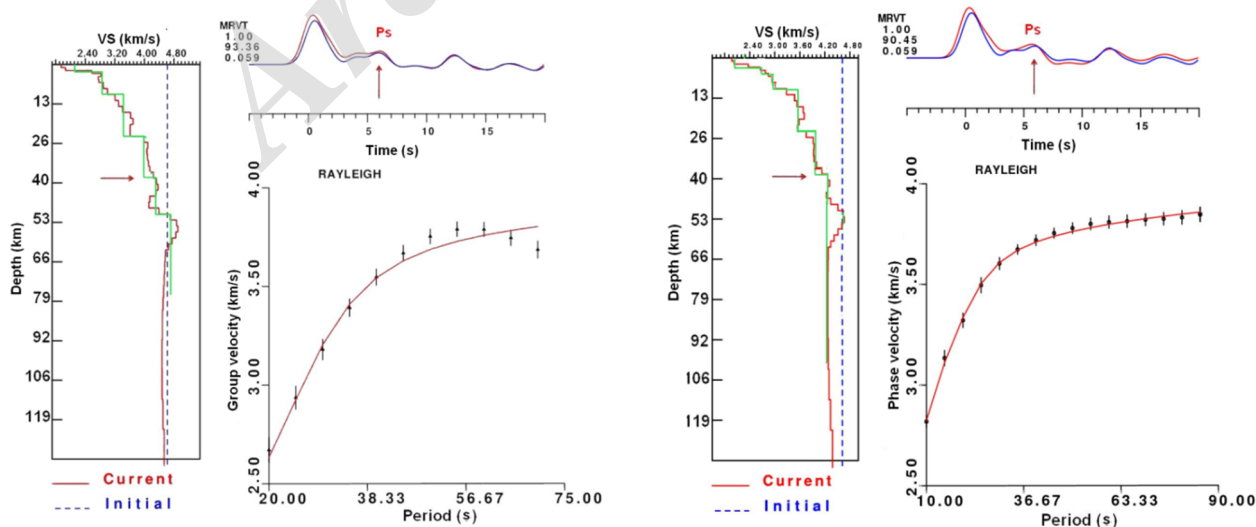 VS (km/s)
2.40 3.20 4.00 4.80
13
26
40
53
66
79
92
106
119
Depth (km)
Current
Initial
MRVT
1.00
93.36
0.059
Ps
0 5 10 15
Time (s)
RAYLEIGH
4.00
3.50
3.00
2.50
Group velocity (km/s)
20.00 38.33 56.67 75.00
Period (s)
VS (km/s)
2.40 3.00 3.60 4.20 4.80
13
26
40
53
66
79
92
106
119
Depth (km)
Current
Initial
MRVT
1.00
90.45
0.059
Ps
0 5 10 15
Time (s)
RAYLEIGH
4.00
3.50
3.00
2.50
Phase velocity (km/s)
10.00 36.67 63.33 90.00
Period (s)